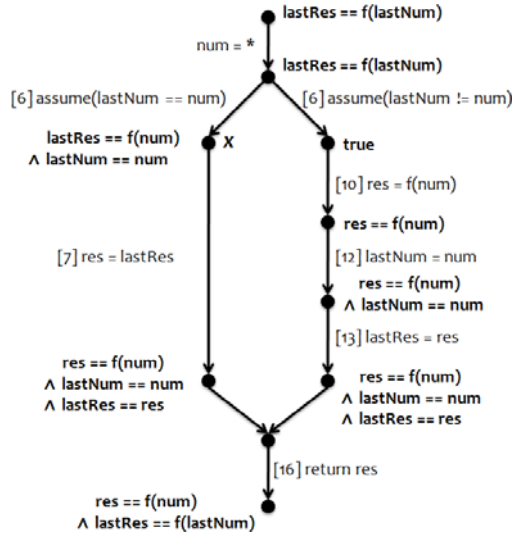 lastRes == f(lastNum)
num = *
lastRes == f(lastNum)
[6] assume(lastNum == num)
[6] assume(lastNum != num)
lastRes == f(num)
∧ lastNum == num
X
true
[10] res = f(num)
res == f(num)
[7] res = lastRes
[12] lastNum = num
res == f(num)
∧ lastNum == num
[13] lastRes = res
res == f(num)
∧ lastNum == num
∧ lastRes == res
res == f(num)
∧ lastNum == num
∧ lastRes == res
[16] return res
res == f(num)
∧ lastRes == f(lastNum)